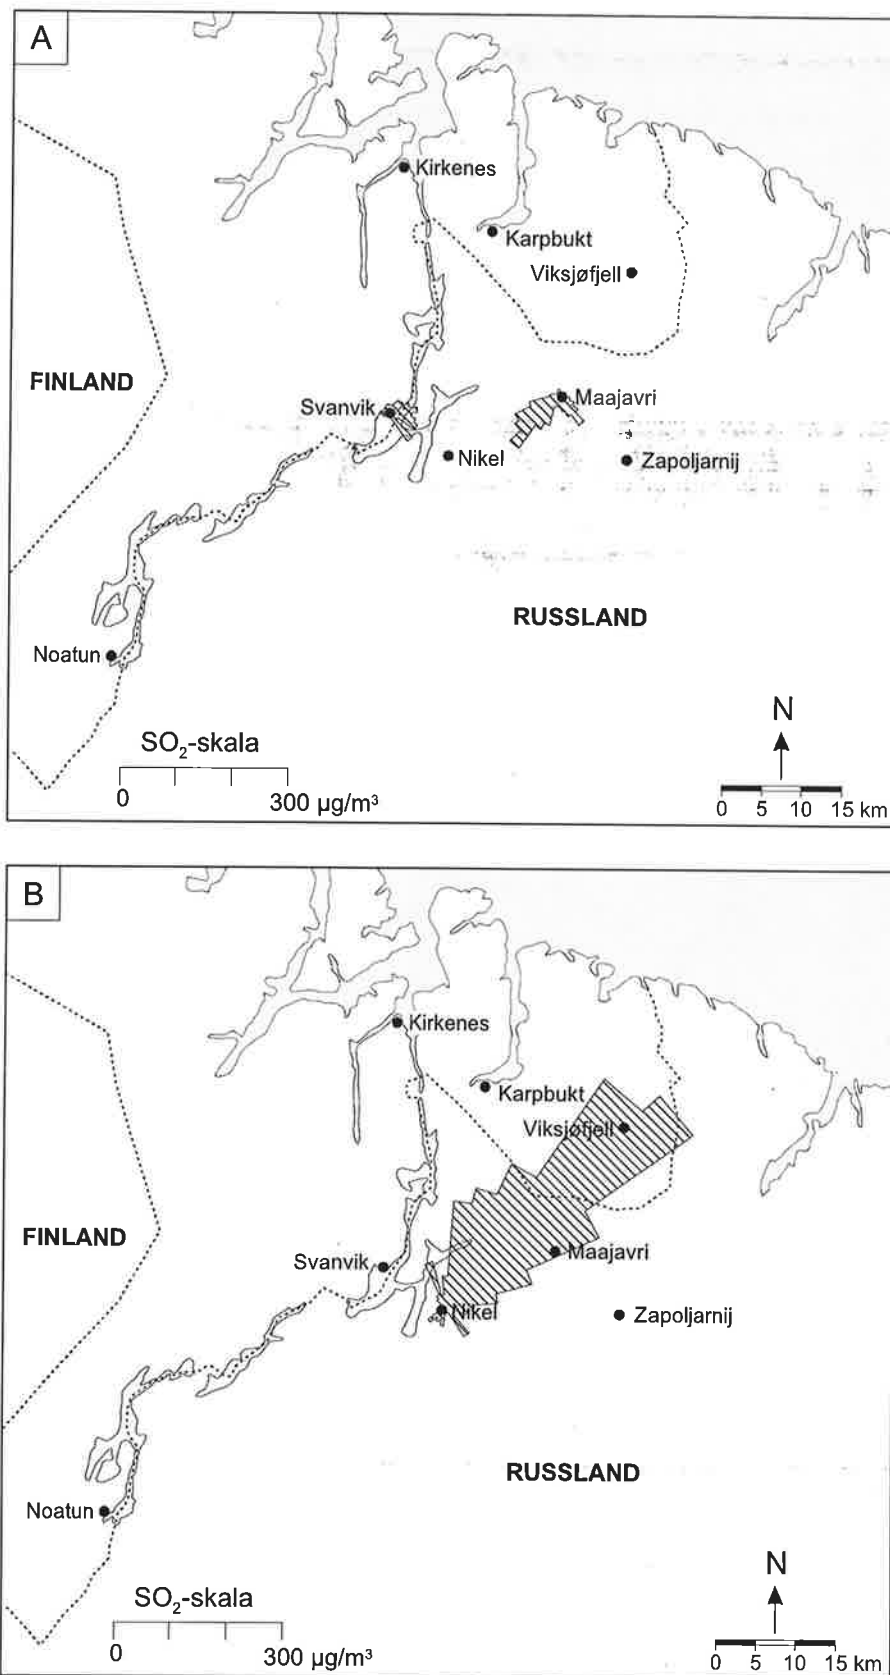 A
Kirkenes
Karpbukt
Viksjøfjell
FINLAND
Svanvik
Maajavri
Nikel
Zapoljarnij
RUSSLAND
Noatun
N
SO₂-skala
0 300 µg/m³
0 5 10 15 km
B
Kirkenes
Karpbukt
Viksjøfjell
FINLAND
Svanvik
Maajavri
Nikel
Zapoljarnij
RUSSLAND
Noatun
N
SO₂-skala
0 300 µg/m³
0 5 10 15 km